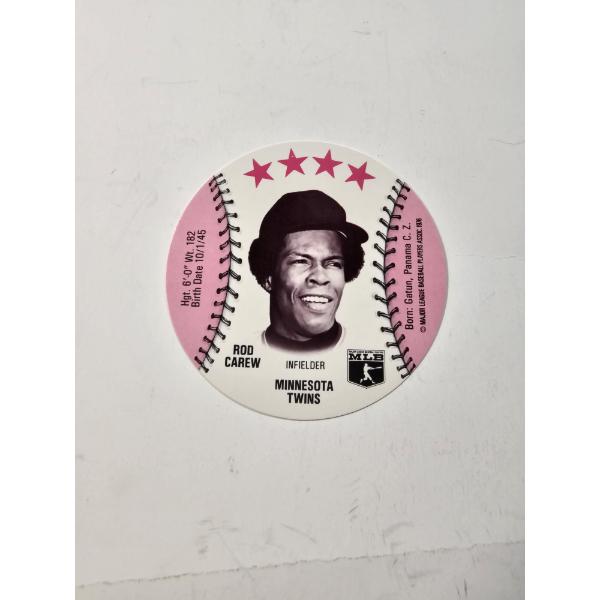 Hgt. 6'-0" Wt. 182
Birth Date 10/1/45
ROD
CAREW
INFIELDER
MINNESOTA
TWINS
MLB
Born: Gatun, Panama C. Z.
© MAJOR LEAGUE BASEBALL PLAYERS ASSOC. 1976